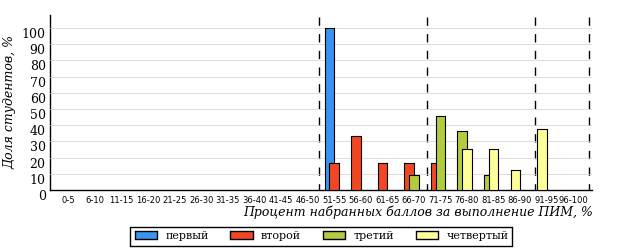 Доля студентов, %
100
90
80
70
60
50
40
30
20
10
0
0-5 6-10 11-15 16-20 21-25 26-30 31-35 36-40 41-45 46-50 51-55 56-60 61-65 66-70 71-75 76-80 81-85 86-90 91-95 96-100
Процент набранных баллов за выполнение ПИМ, %
первый второй третий четвертый